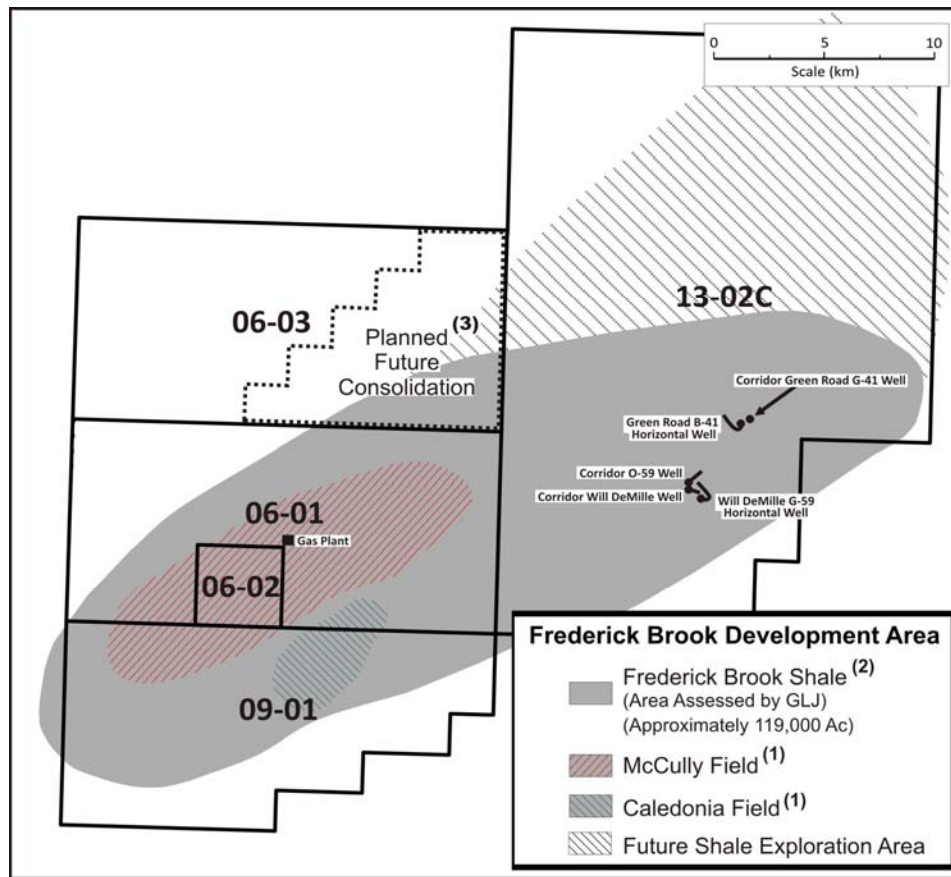 0 5 10
Scale (km)
13-02C
06-03
Planned (3)
Future
Consolidation
Corridor Green Road G-41 Well
Green Road B-41
Horizontal Well
Corridor O-59 Well
Corridor Will DeMille Well
Will DeMille G-59
Horizontal Well
06-01
Gas Plant
06-02
09-01
Frederick Brook Development Area
Frederick Brook Shale (2)
(Area Assessed by GLJ)
(Approximately 119,000 Ac)
McCully Field (1)
Caledonia Field (1)
Future Shale Exploration Area